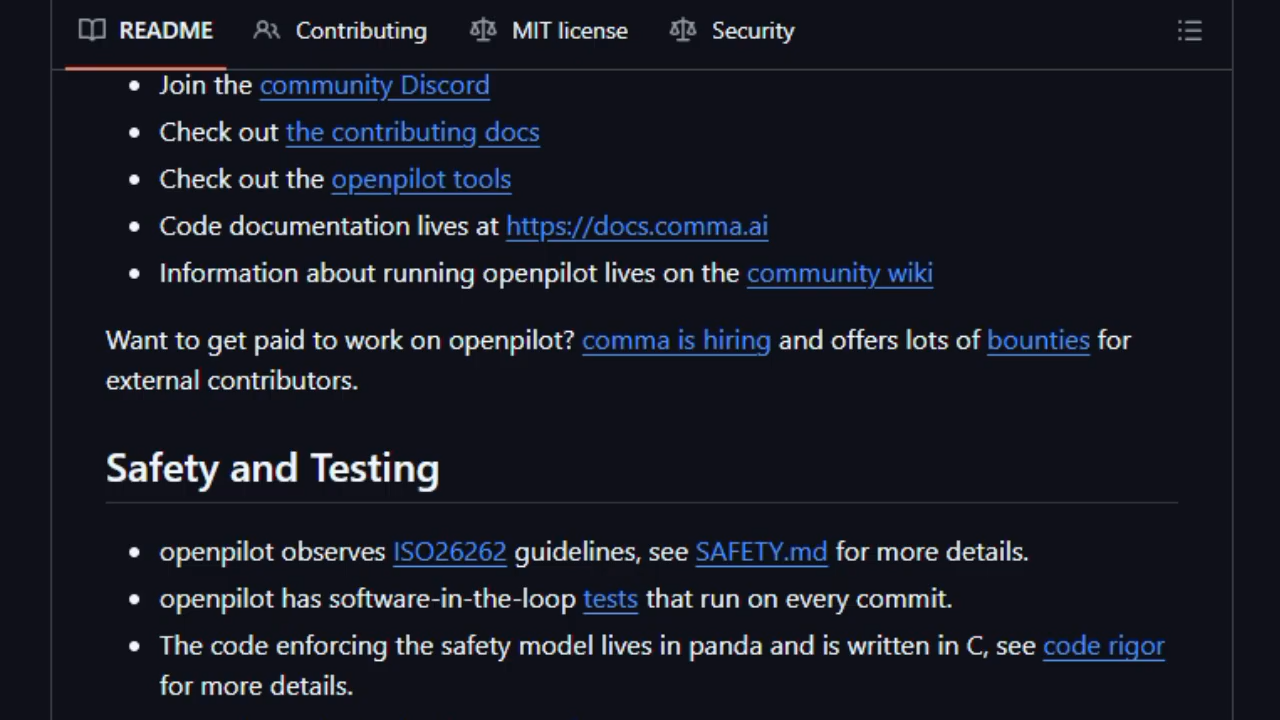 README Contributing MIT license Security
Join the community Discord
Check out the contributing docs
Check out the openpilot tools
Code documentation lives at https://docs.comma.ai
Information about running openpilot lives on the community wiki
Want to get paid to work on openpilot? comma is hiring and offers lots of bounties for
external contributors.
Safety and Testing
openpilot observes ISO26262 guidelines, see SAFETY.md for more details.
openpilot has software-in-the-loop tests that run on every commit.
The code enforcing the safety model lives in panda and is written in C, see code rigor
for more details.